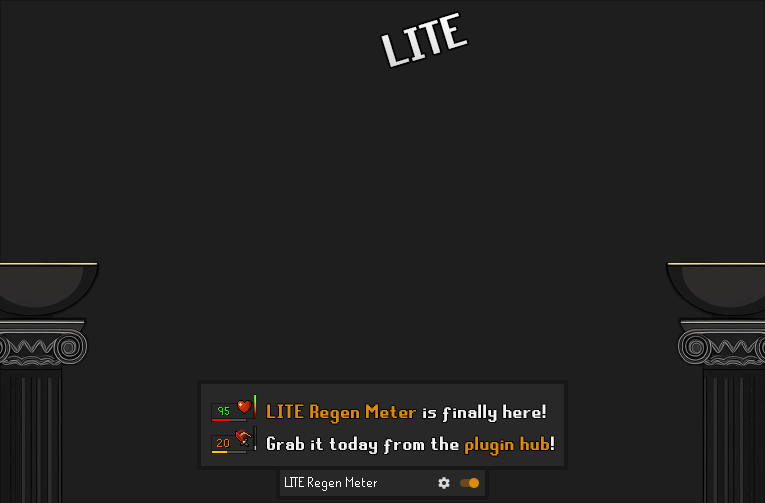 LITE
95
LITE Regen Meter is finally here!
20
Grab it today from the plugin hub!
LITE Regen Meter